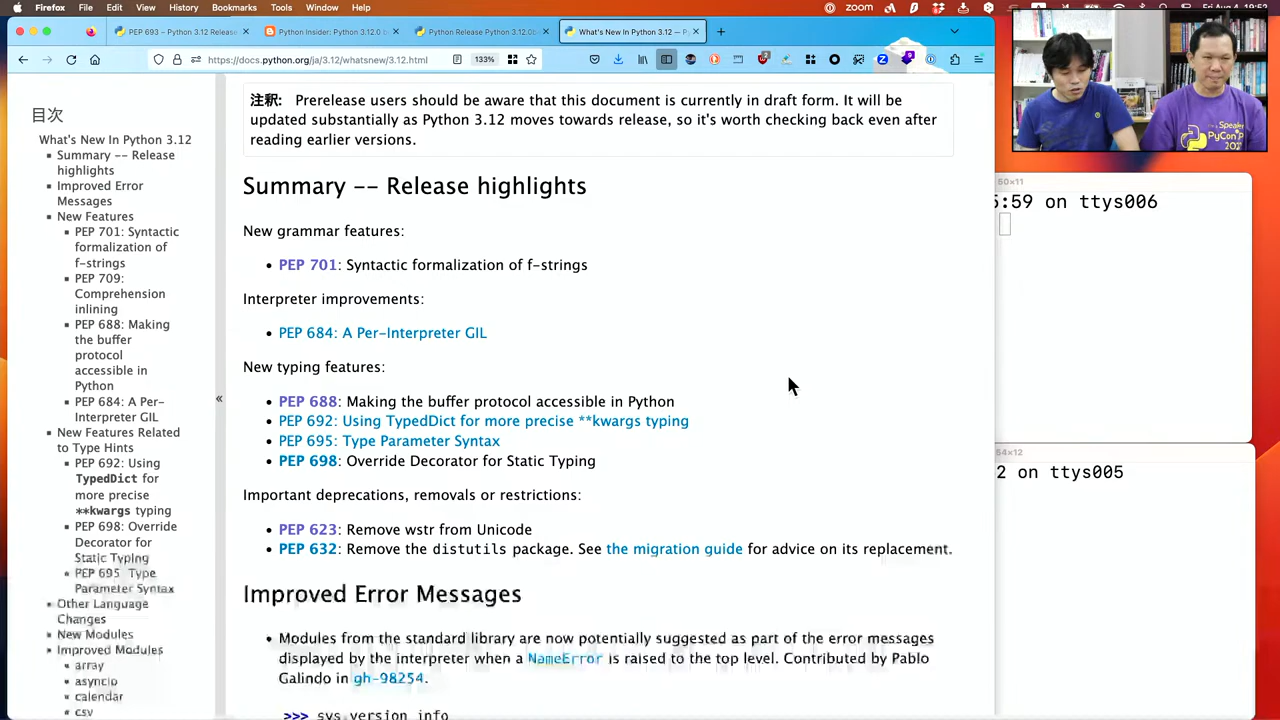 Firefox File Edit View History Bookmarks Tools Window Help
zoom
Fri Aug 4
PEP 693 – Python 3.12 Release
Python Insider: Python 3.12.0
Python Release Python 3.12.0
What's New In Python 3.12 — P
https://docs.python.org/ja/3.12/whatsnew/3.12.html
133%
目次
What's New In Python 3.12
Summary -- Release
highlights
Improved Error
Messages
New Features
PEP 701: Syntactic
formalization of
f-strings
PEP 709:
Comprehension
inlining
PEP 688: Making
the buffer
protocol
accessible in
Python
PEP 684: A Per-
Interpreter GIL
New Features Related
to Type Hints
PEP 692: Using
TypedDict for
more precise
**kwargs typing
PEP 698: Override
Decorator for
Static Typing
PEP 695: Type
Parameter Syntax
Other Language
Changes
New Modules
Improved Modules
array
asyncio
calendar
csv
«
注釈: Prerelease users should be aware that this document is currently in draft form. It will be
updated substantially as Python 3.12 moves towards release, so it's worth checking back even after
reading earlier versions.
Summary -- Release highlights
New grammar features:
PEP 701: Syntactic formalization of f-strings
Interpreter improvements:
PEP 684: A Per-Interpreter GIL
New typing features:
PEP 688: Making the buffer protocol accessible in Python
PEP 692: Using TypedDict for more precise **kwargs typing
PEP 695: Type Parameter Syntax
PEP 698: Override Decorator for Static Typing
Important deprecations, removals or restrictions:
PEP 623: Remove wstr from Unicode
PEP 632: Remove the distutils package. See the migration guide for advice on its replacement.
Improved Error Messages
Modules from the standard library are now potentially suggested as part of the error messages
displayed by the interpreter when a NameError is raised to the top level. Contributed by Pablo
Galindo in gh-98254.
>>> sys.version_info
50×11
5:59 on ttys006
54×12
2 on ttys005
Speaker
PyCon